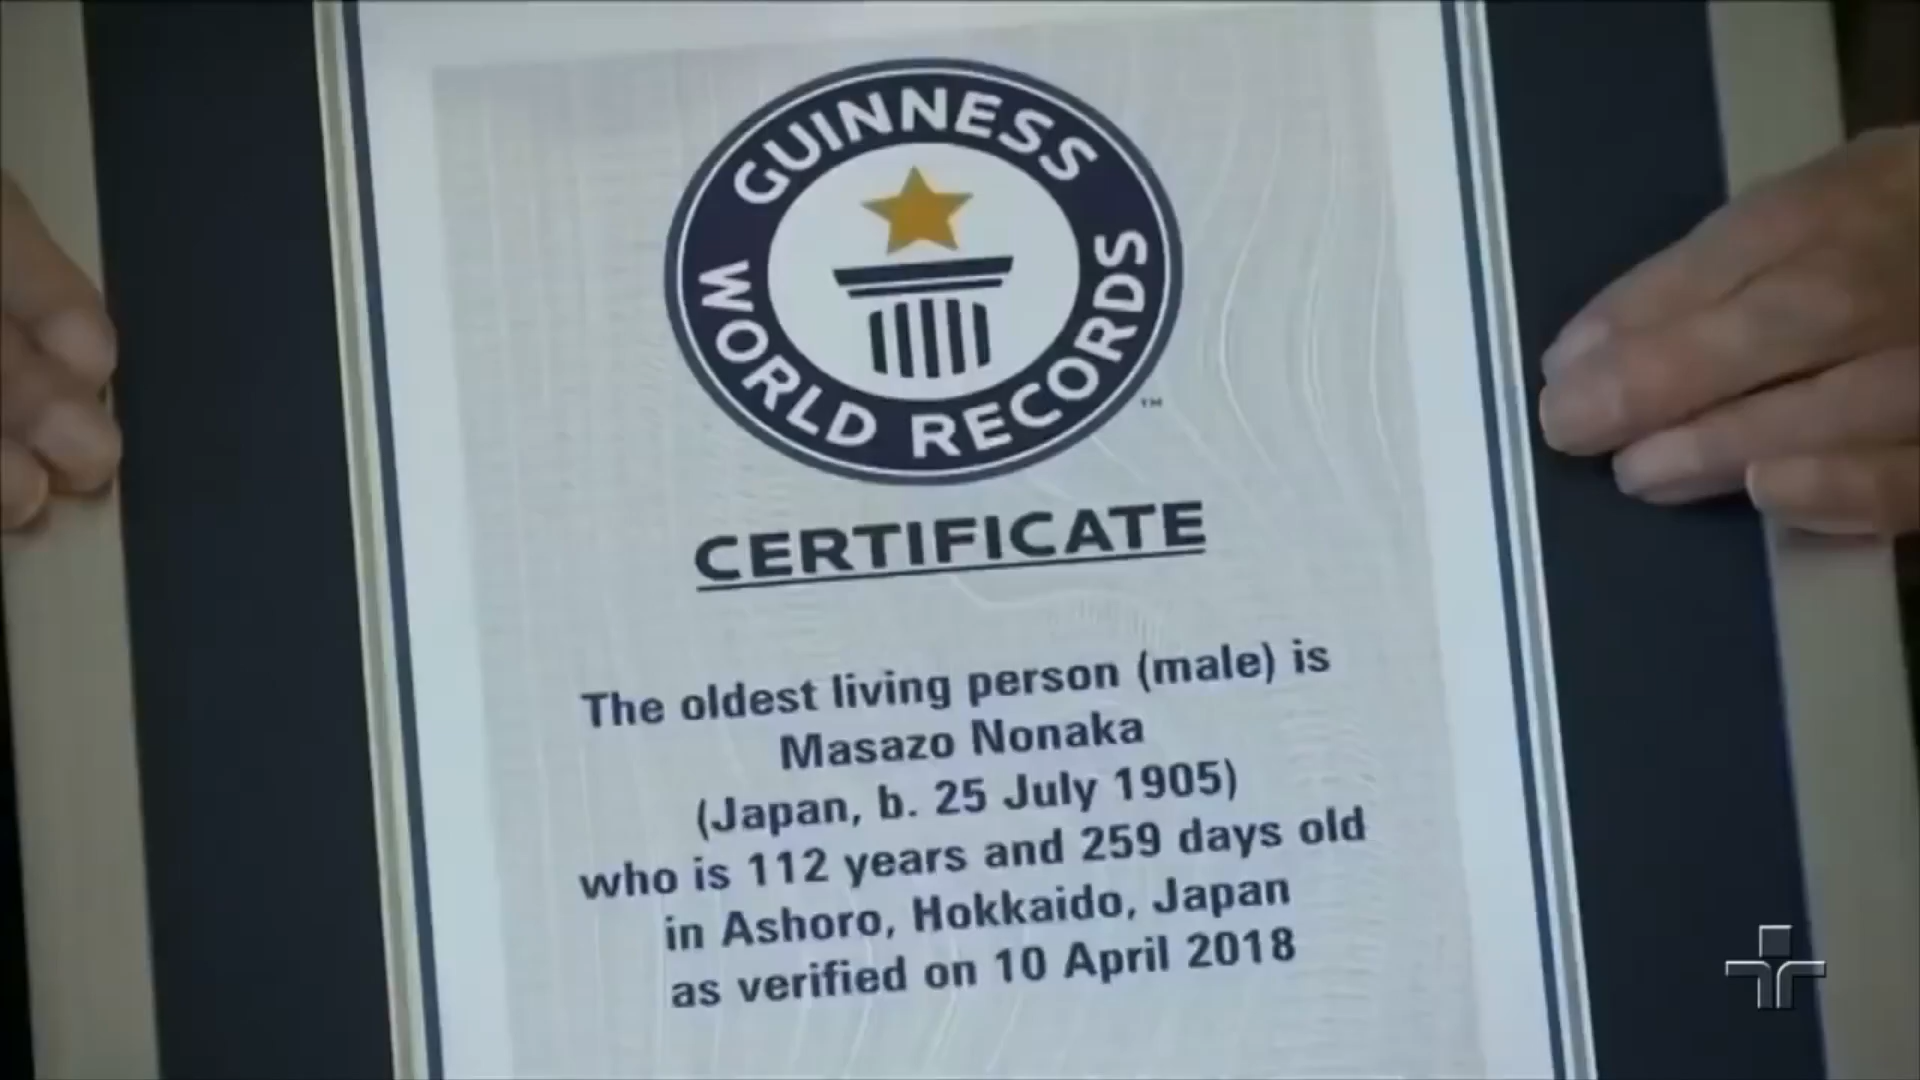 GUINNESS
WORLD RECORDS
TM
CERTIFICATE
The oldest living person (male) is
Masazo Nonaka
(Japan, b. 25 July 1905)
who is 112 years and 259 days old
in Ashoro, Hokkaido, Japan
as verified on 10 April 2018